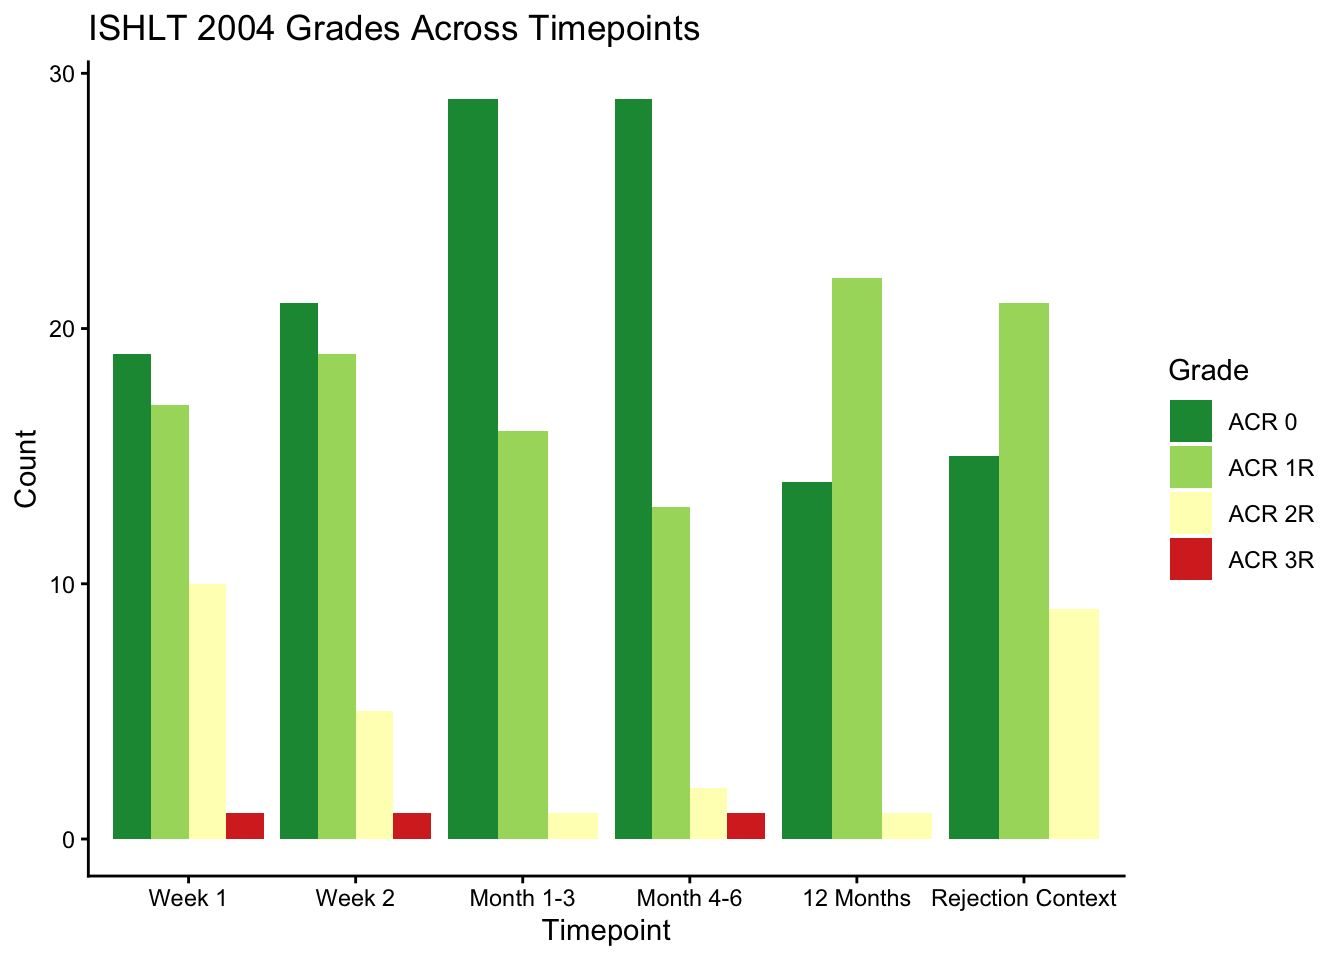 ISHLT 2004 Grades Across Timepoints
30
20
10
0
Count
Week 1
Week 2
Month 1-3
Month 4-6
12 Months
Rejection Context
Timepoint
Grade
ACR 0
ACR 1R
ACR 2R
ACR 3R